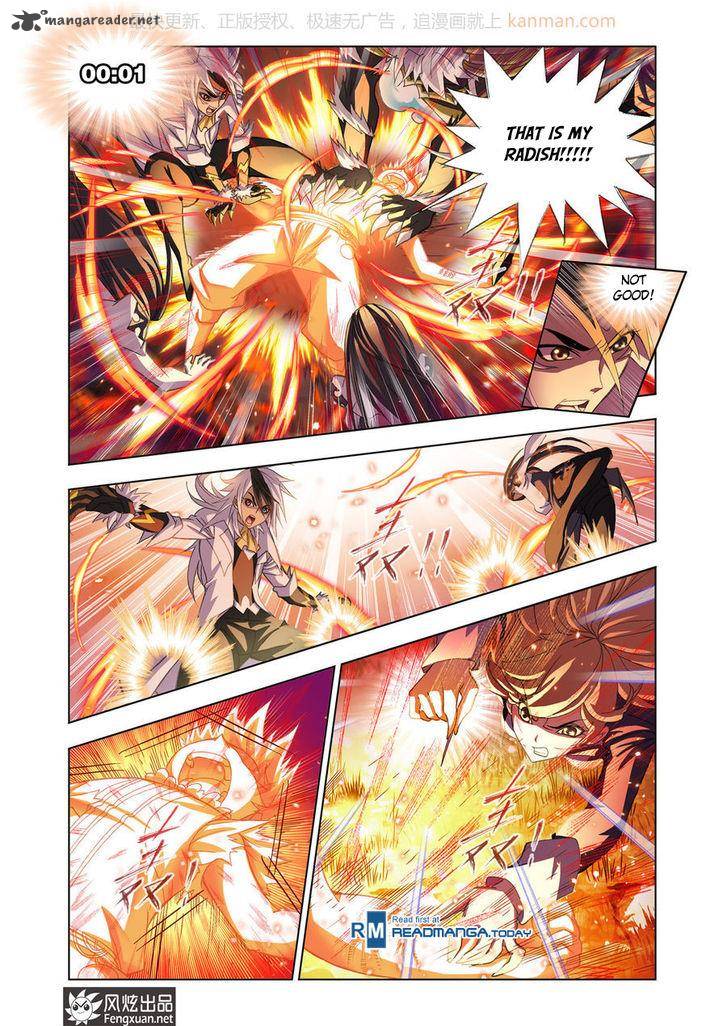 mangareader.net
最快更新、正版授权、极速无广告，追漫画就上 kanman.com
00:01
THAT IS MY
RADISH!!!!!
NOT
GOOD!
Read first at
RM READMANGA.TODAY
风炫出品
Fengxuan.net